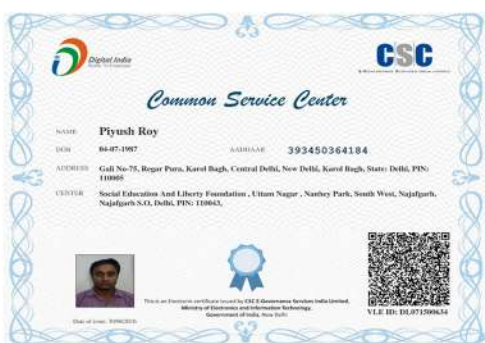 Digital India
CSC
Common Service Center
NAME Piyush Roy
DOB 04-07-1987 AADHAAR 393450364184
ADDRESS Gali No-75, Regar Pura, Karol Bagh, Central Delhi, New Delhi, Karol Bagh, State: Delhi, PIN:
110005
CENTER Social Education And Liberty Foundation , Uttam Nagar , Nanhey Park, South West, Najafgarh,
Najafgarh S.O, Delhi, PIN: 110043,
This is an Electronic certificate issued by CSC E-Governance Services India Limited,
Ministry of Electronics and Information Technology,
Government of India, New Delhi
VLE ID: DL071500634
Date of issue: